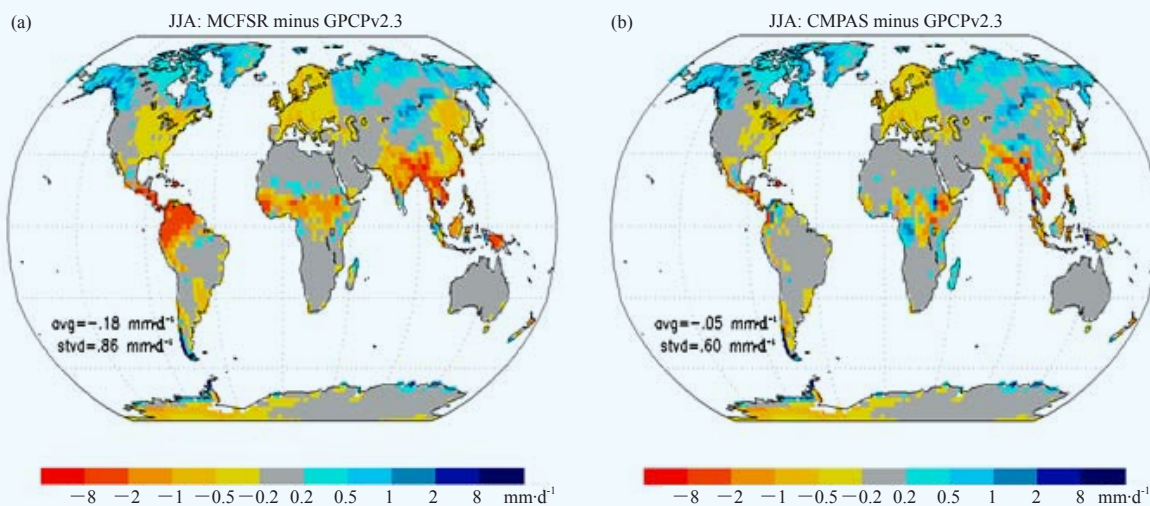 (a) JJA: MCFSR minus GPCPv2.3
avg=−.18 mm·d⁻¹
stvd=.86 mm·d⁻¹
−8 −2 −1 −0.5 −0.2 0.2 0.5 1 2 8 mm·d⁻¹
(b) JJA: CMPAS minus GPCPv2.3
avg=−.05 mm·d⁻¹
stvd=.60 mm·d⁻¹
−8 −2 −1 −0.5 −0.2 0.2 0.5 1 2 8 mm·d⁻¹